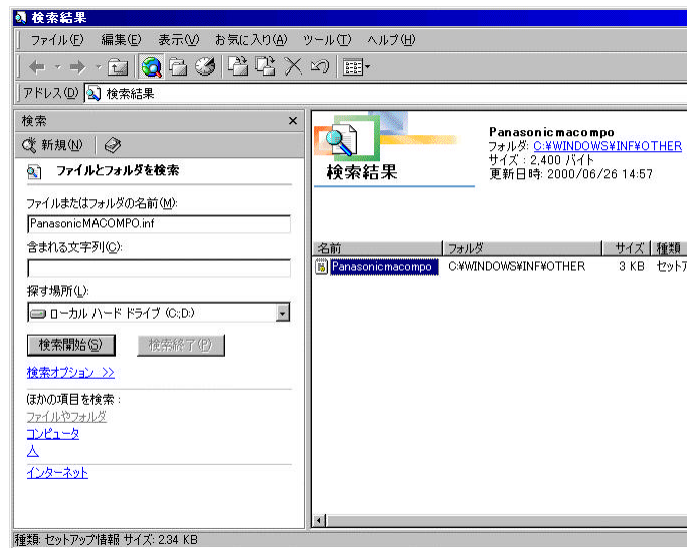 検索結果
ファイル(F) 編集(E) 表示(V) お気に入り(A) ツール(T) ヘルプ(H)
アドレス(D) 検索結果
検索
新規(N)
ファイルとフォルダを検索
ファイルまたはフォルダの名前(M):
PanasonicMACOMPO.inf
含まれる文字列(C):
探す場所(L):
ローカル ハード ドライブ (C:;D:)
検索開始(S) 検索終了(P)
検索オプション >>
ほかの項目を検索:
ファイルやフォルダ
コンピュータ
人
インターネット
検索結果
Panasonicmacompo
フォルダ: C:¥WINDOWS¥INF¥OTHER
サイズ: 2,400 バイト
更新日時: 2000/06/26 14:57
名前 フォルダ サイズ 種類
Panasonicmacompo C:¥WINDOWS¥INF¥OTHER 3 KB セットア
種類: セットアップ情報 サイズ: 2.34 KB